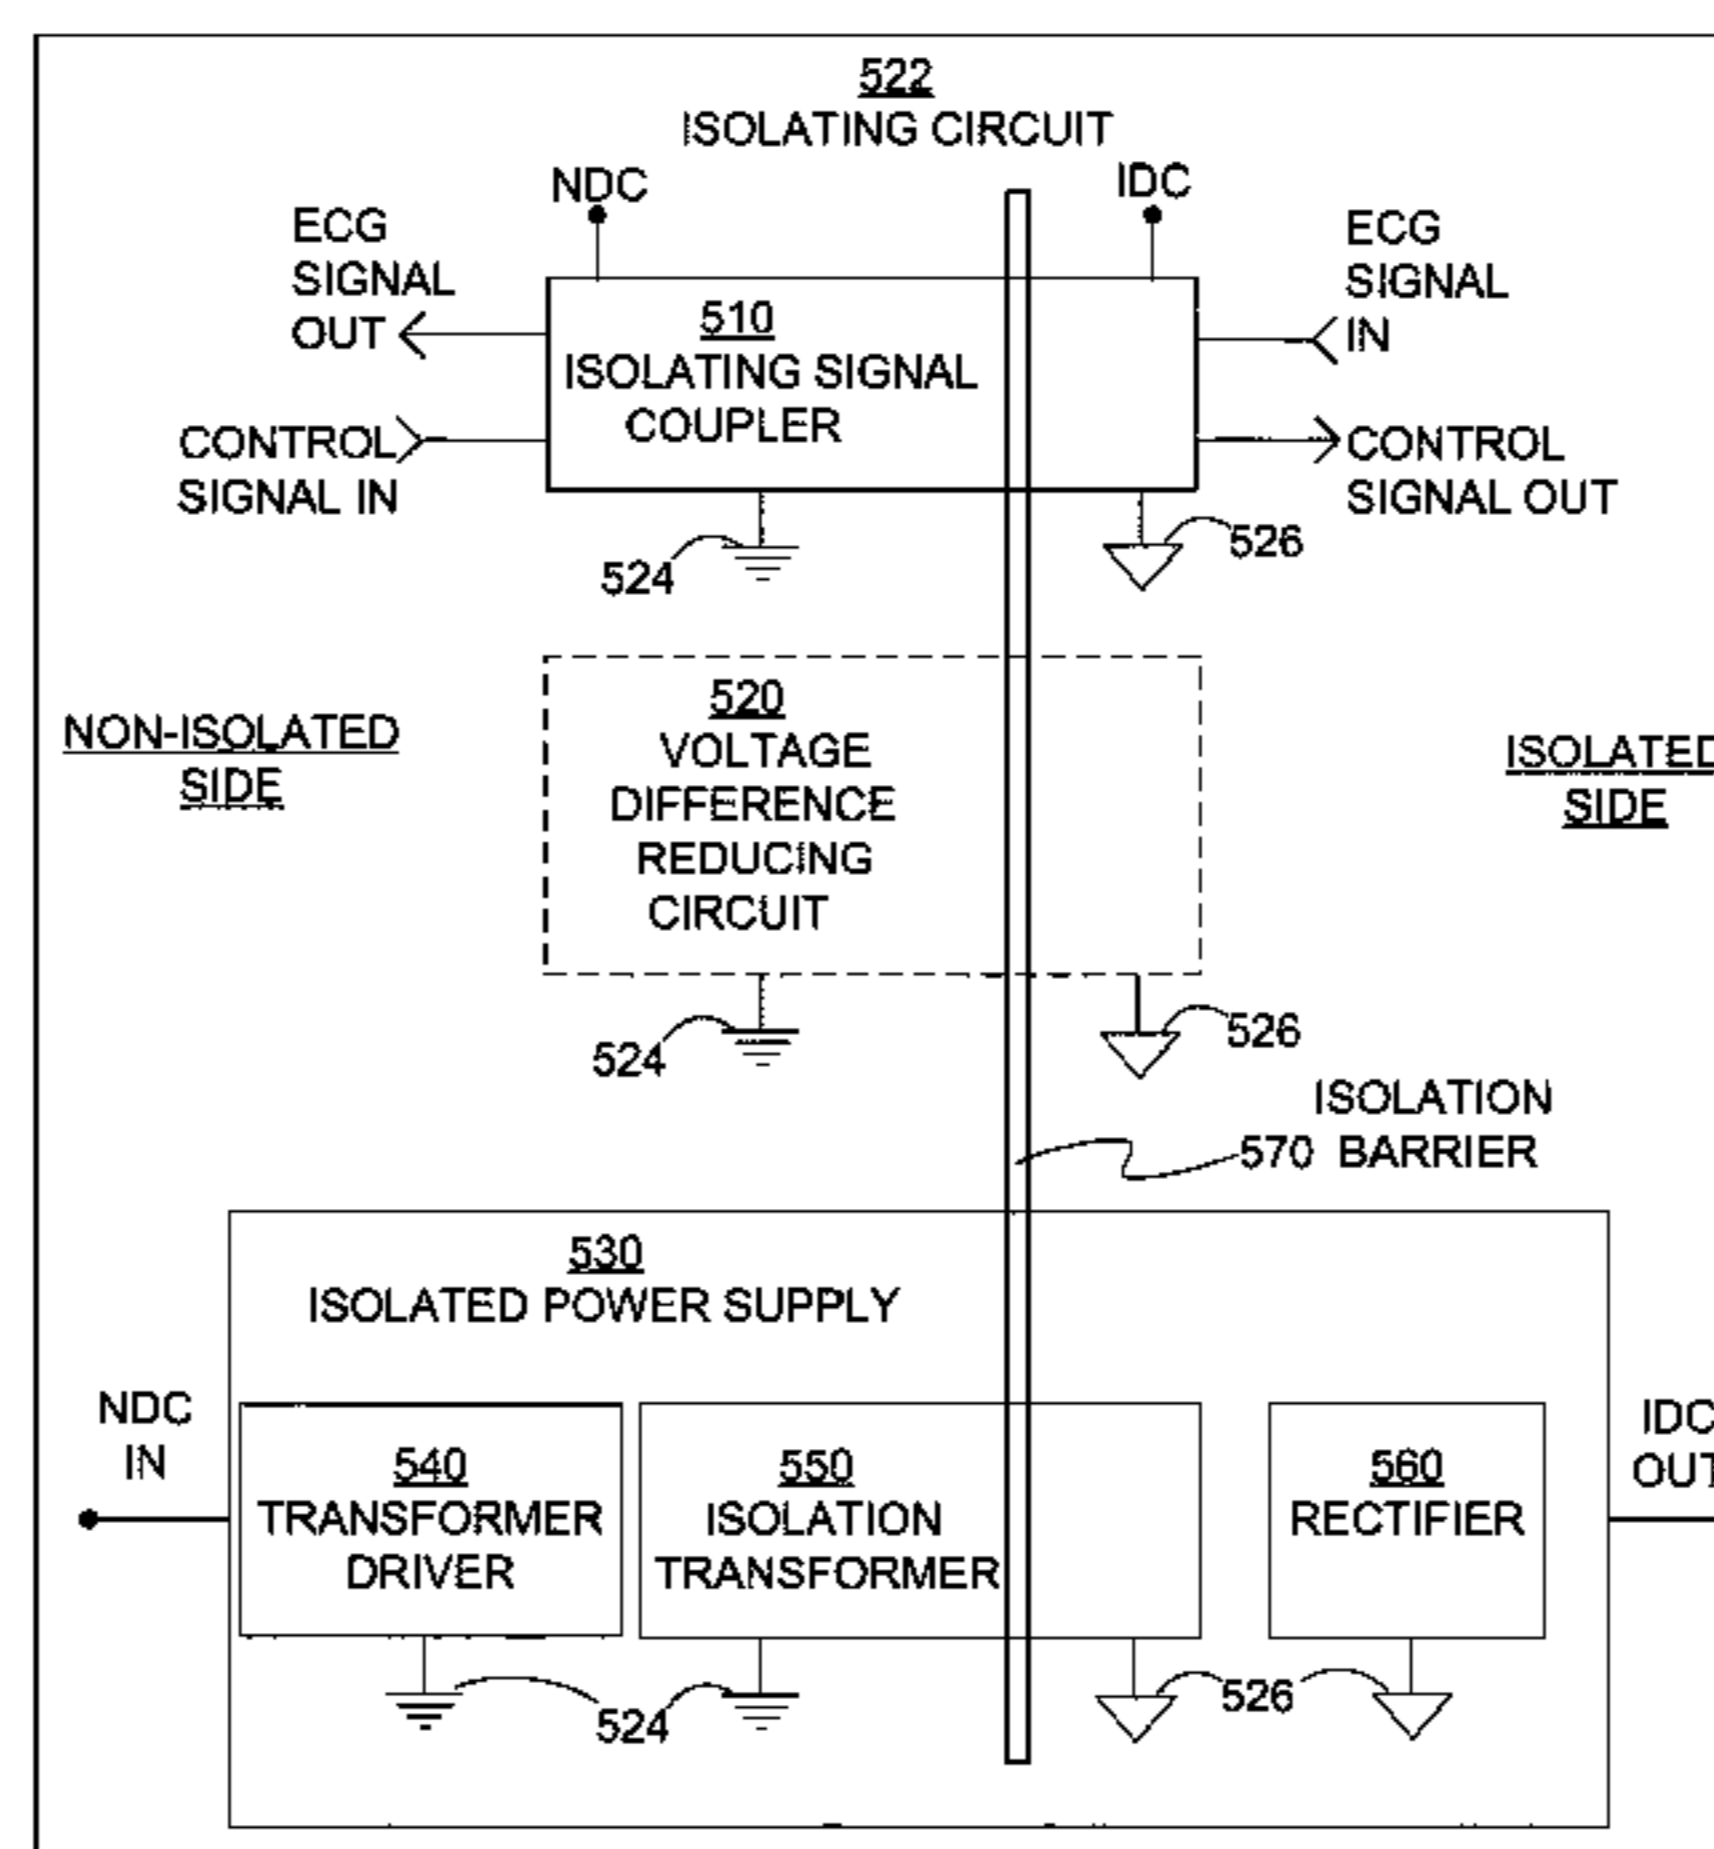 522
ISOLATING CIRCUIT
NDC
IDC
ECG
SIGNAL
OUT
ECG
SIGNAL
IN
510
ISOLATING SIGNAL
COUPLER
CONTROL
SIGNAL IN
CONTROL
SIGNAL OUT
524
526
NON-ISOLATED
SIDE
520
VOLTAGE
DIFFERENCE
REDUCING
CIRCUIT
ISOLATED
SIDE
524
526
ISOLATION
570 BARRIER
530
ISOLATED POWER SUPPLY
NDC
IN
540
TRANSFORMER
DRIVER
550
ISOLATION
TRANSFORMER
560
RECTIFIER
IDC
OUT
524
526